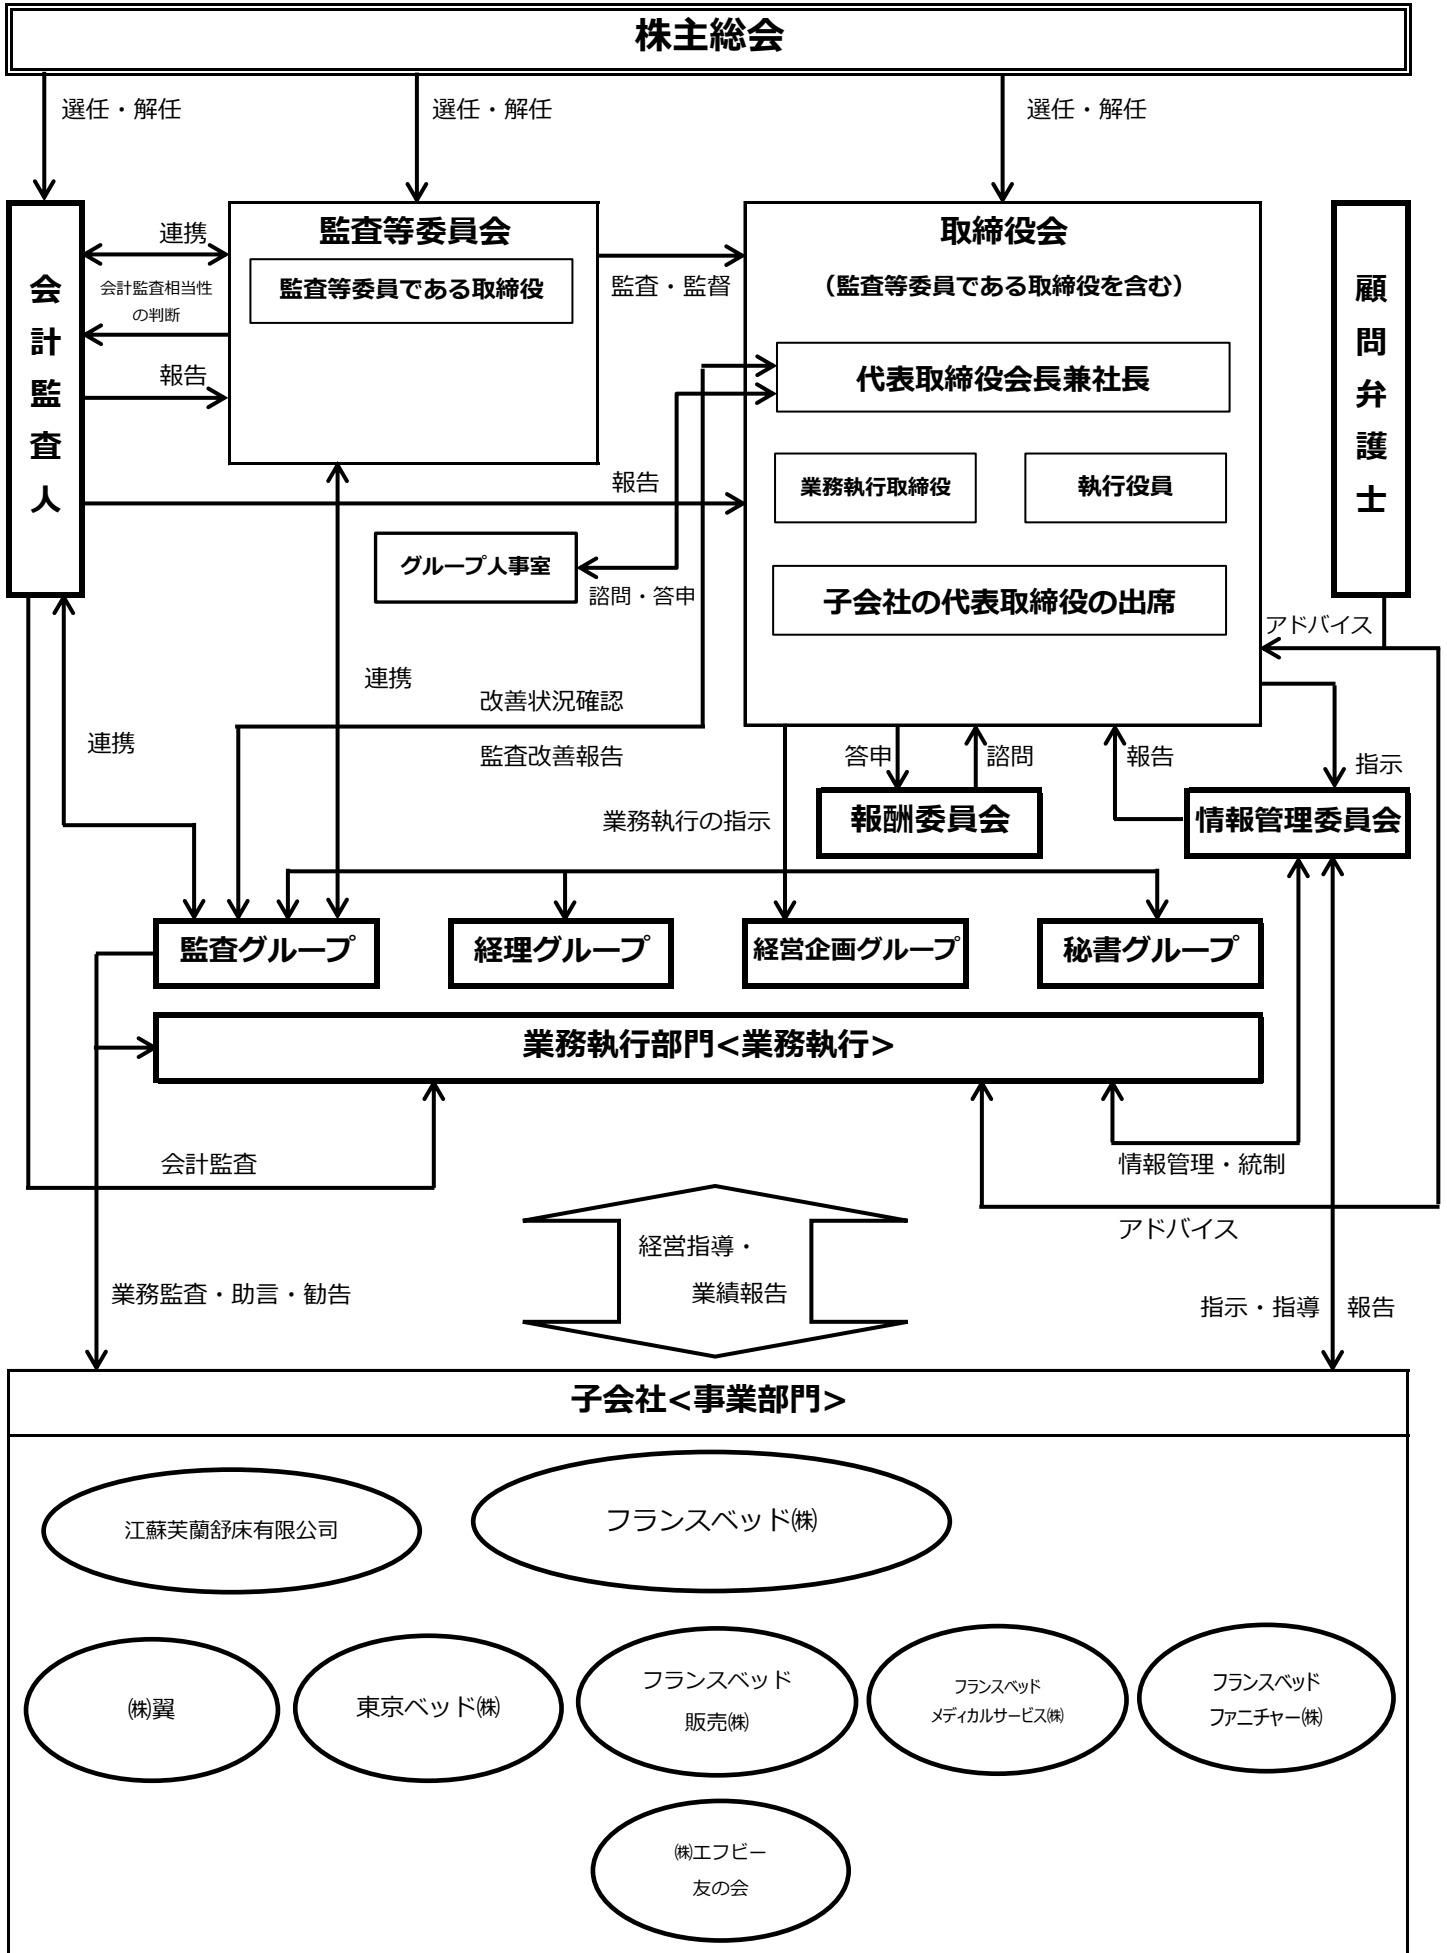 株主総会
選任・解任
選任・解任
選任・解任
会計監査人
連携
会計監査相当性
の判断
報告
監査等委員会
監査等委員である取締役
監査・監督
取締役会
（監査等委員である取締役を含む）
代表取締役会長兼社長
業務執行取締役
執行役員
子会社の代表取締役の出席
顧問弁護士
報告
グループ人事室
諮問・答申
アドバイス
連携
改善状況確認
監査改善報告
連携
答申
諮問
報告
指示
業務執行の指示
報酬委員会
情報管理委員会
監査グループ
経理グループ
経営企画グループ
秘書グループ
業務執行部門<業務執行>
会計監査
情報管理・統制
アドバイス
経営指導・
業績報告
業務監査・助言・勧告
指示・指導
報告
子会社<事業部門>
江蘇芙蘭舒床有限公司
フランスベッド㈱
㈱翼
東京ベッド㈱
フランスベッド
販売㈱
フランスベッド
メディカルサービス㈱
フランスベッド
ファニチャー㈱
㈱エフビー
友の会